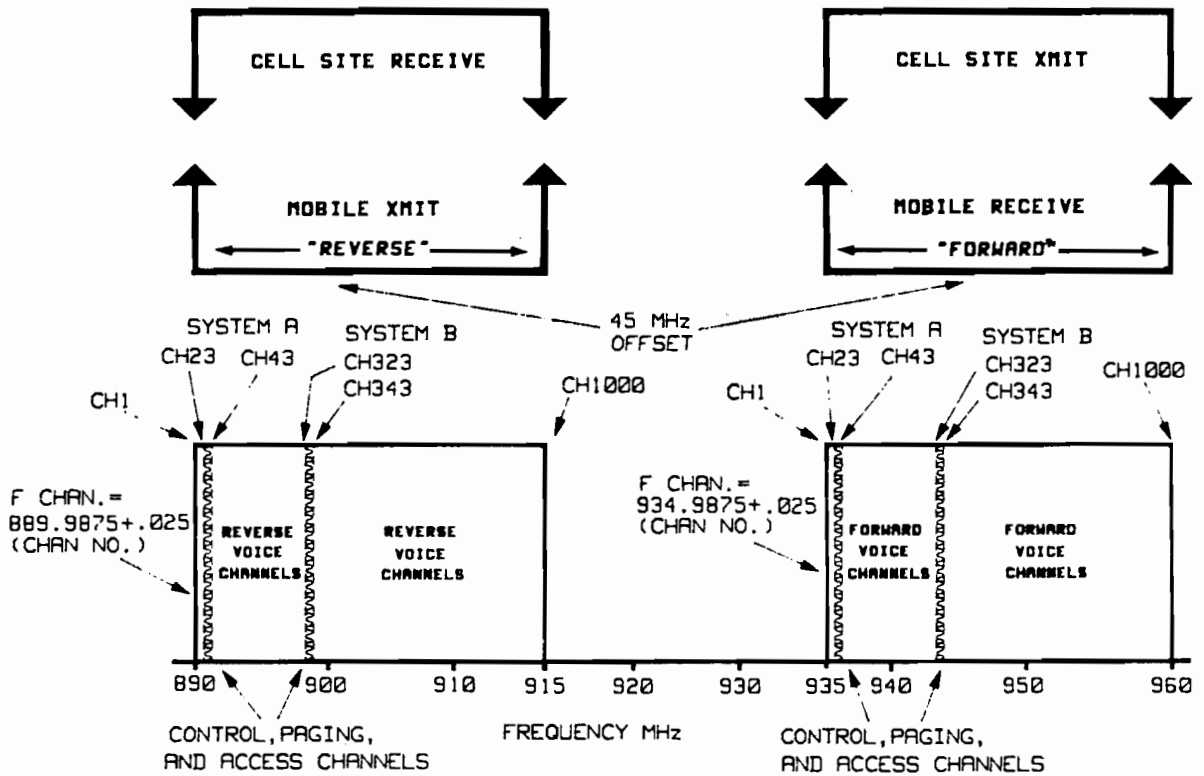 CELL SITE RECEIVE
CELL SITE XMIT
MOBILE XMIT
"REVERSE"
MOBILE RECEIVE
"FORWARD"
45 MHz
OFFSET
SYSTEM A
CH23 CH43
SYSTEM B
CH323
CH343
CH1
CH1000
SYSTEM A
CH23 CH43
SYSTEM B
CH323
CH343
CH1
CH1000
F CHAN.=
889.9875+.025
(CHAN NO.)
REVERSE
VOICE
CHANNELS
REVERSE
VOICE
CHANNELS
F CHAN.=
934.9875+.025
(CHAN NO.)
FORWARD
VOICE
CHANNELS
FORWARD
VOICE
CHANNELS
890 900 910 915 920 930 935 940 950 960
CONTROL,PAGING,
AND ACCESS CHANNELS
FREQUENCY MHz
CONTROL,PAGING,
AND ACCESS CHANNELS